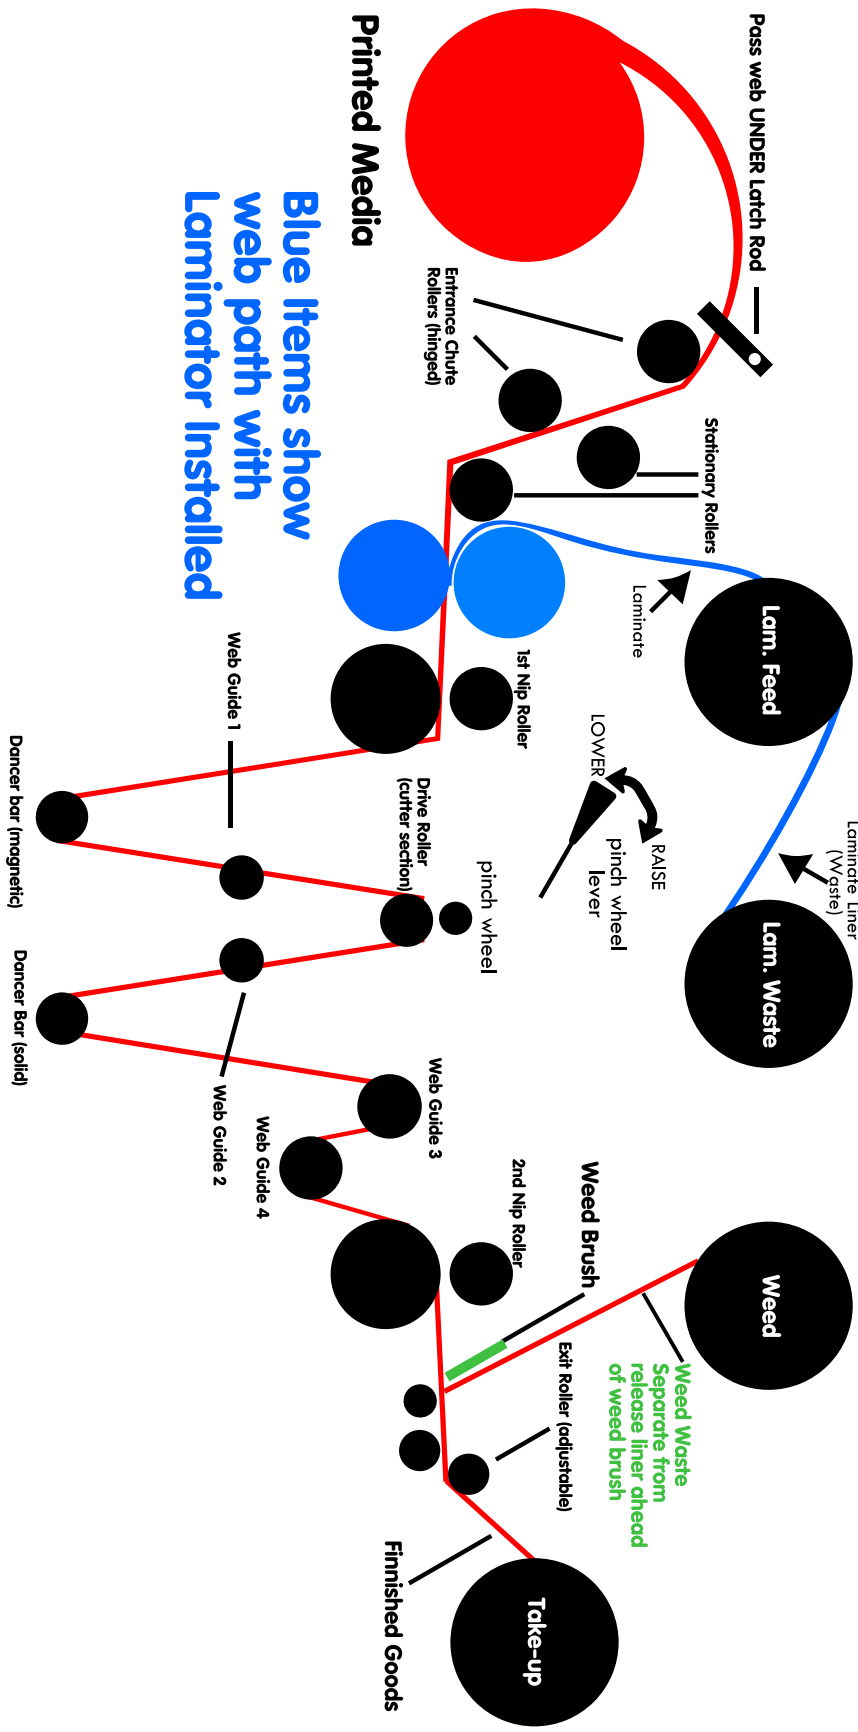 Pass web UNDER Latch Rod
Printed Media
Blue Items show
web path with
Laminator Installed
Entrance Chute
Rollers (hinged)
Stationary Rollers
Laminate
Lam. Feed
1st Nip Roller
Web Guide 1
Dancer bar (magnetic)
Drive Roller
(cutter section)
pinch wheel
LOWER
RAISE
pinch wheel
lever
Laminate Liner
(Waste)
Lam. Waste
Dancer Bar (solid)
Web Guide 2
Web Guide 3
Web Guide 4
2nd Nip Roller
Weed Brush
Weed
Weed Waste
Separate from
release liner ahead
of weed brush
Exit Roller (adjustable)
Finnished Goods
Take-up